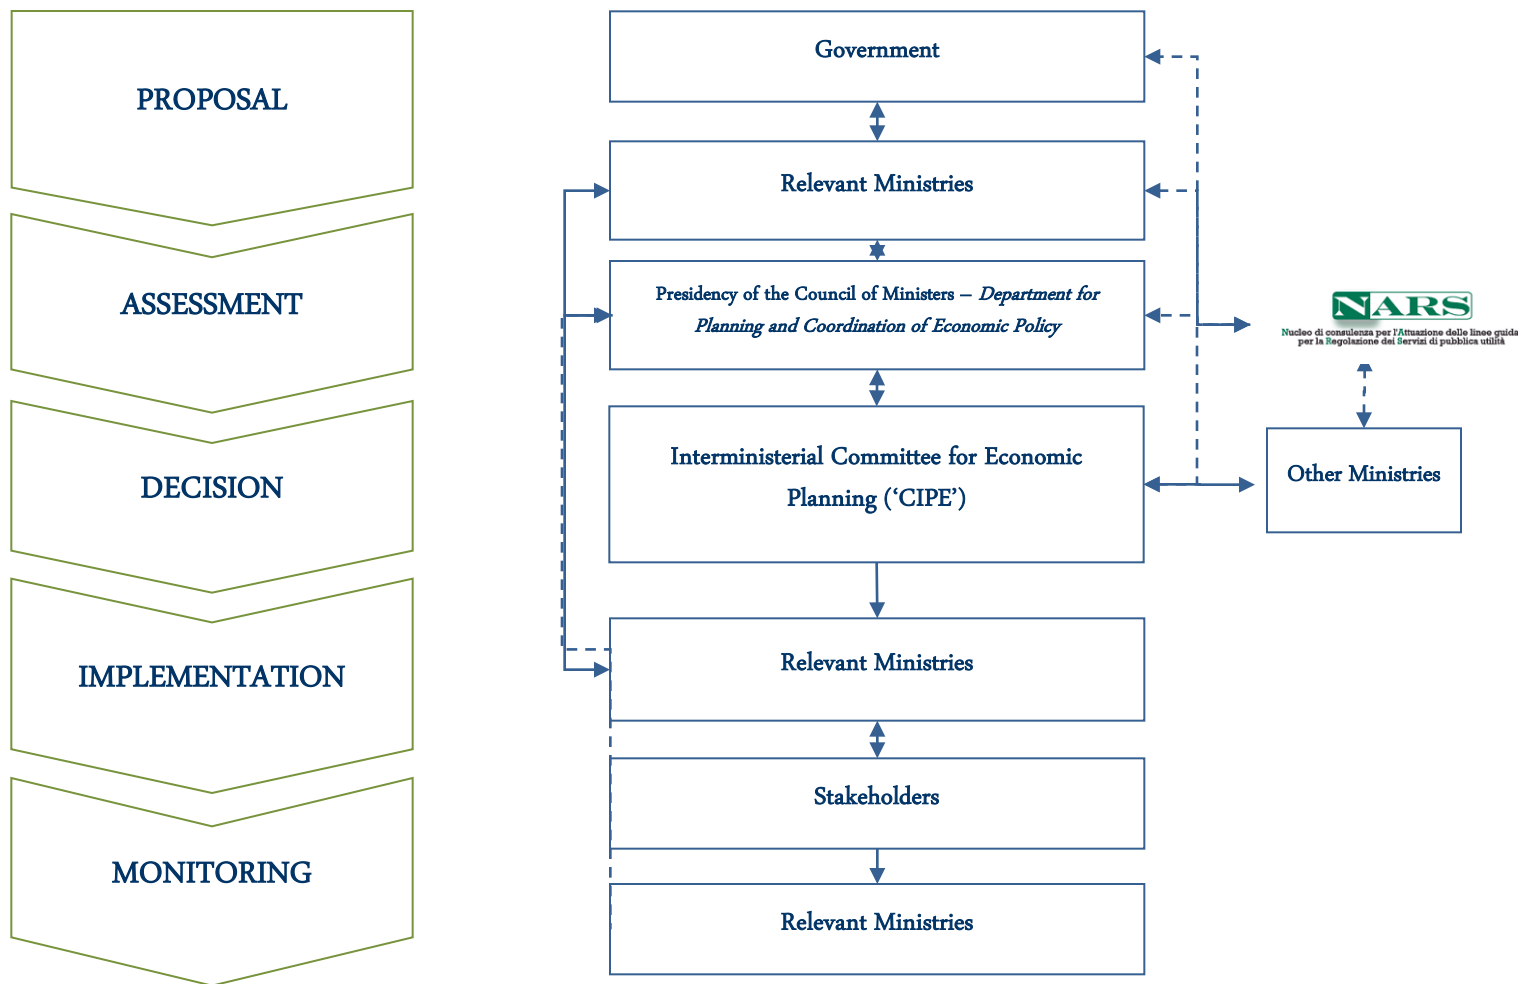 PROPOSAL
ASSESSMENT
DECISION
IMPLEMENTATION
MONITORING
Government
Relevant Ministries
Presidency of the Council of Ministers – Department for
Planning and Coordination of Economic Policy
Interministerial Committee for Economic
Planning (‘CIPE’)
Relevant Ministries
Stakeholders
Relevant Ministries
NARS
Nucleo di consulenza per l'Attuazione delle linee guida
per la Regolazione dei Servizi di pubblica utilità
Other Ministries